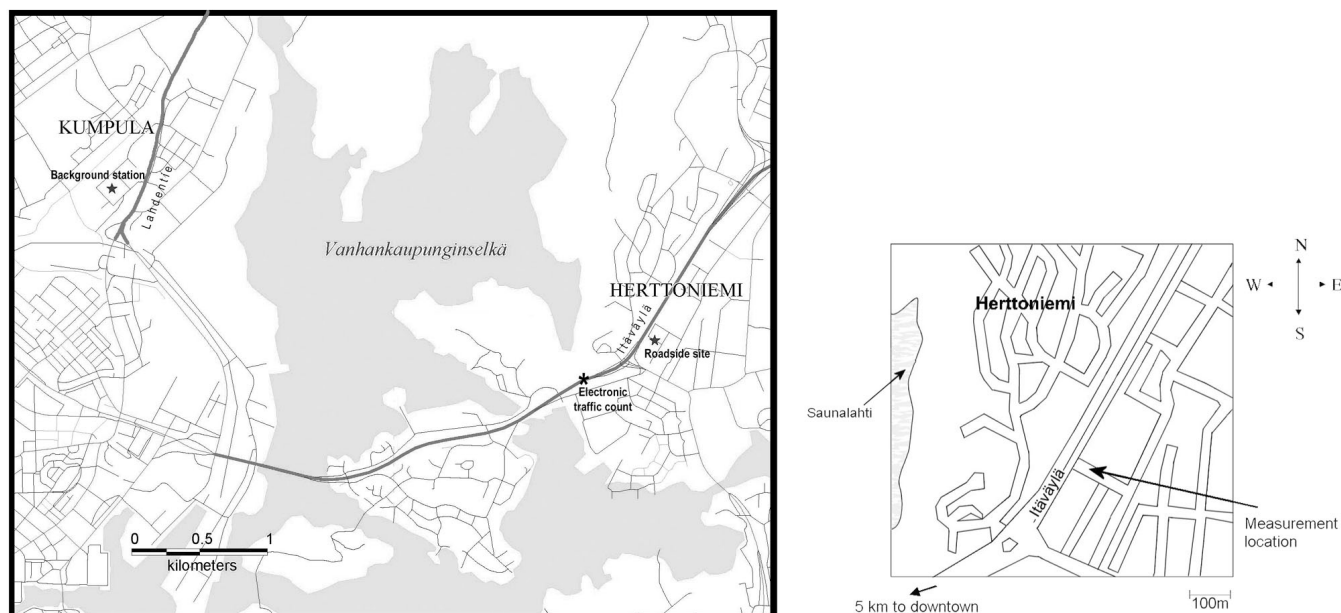 KUMPULA
Background station
Lahdentie
Vanhankaupunginselkä
HERTTONIEMI
Itäväylä
Roadside site
Electronic
traffic count
0 0.5 1
kilometers
N
W E
S
Herttoniemi
Saunalahti
Itäväylä
Measurement
location
5 km to downtown
100m